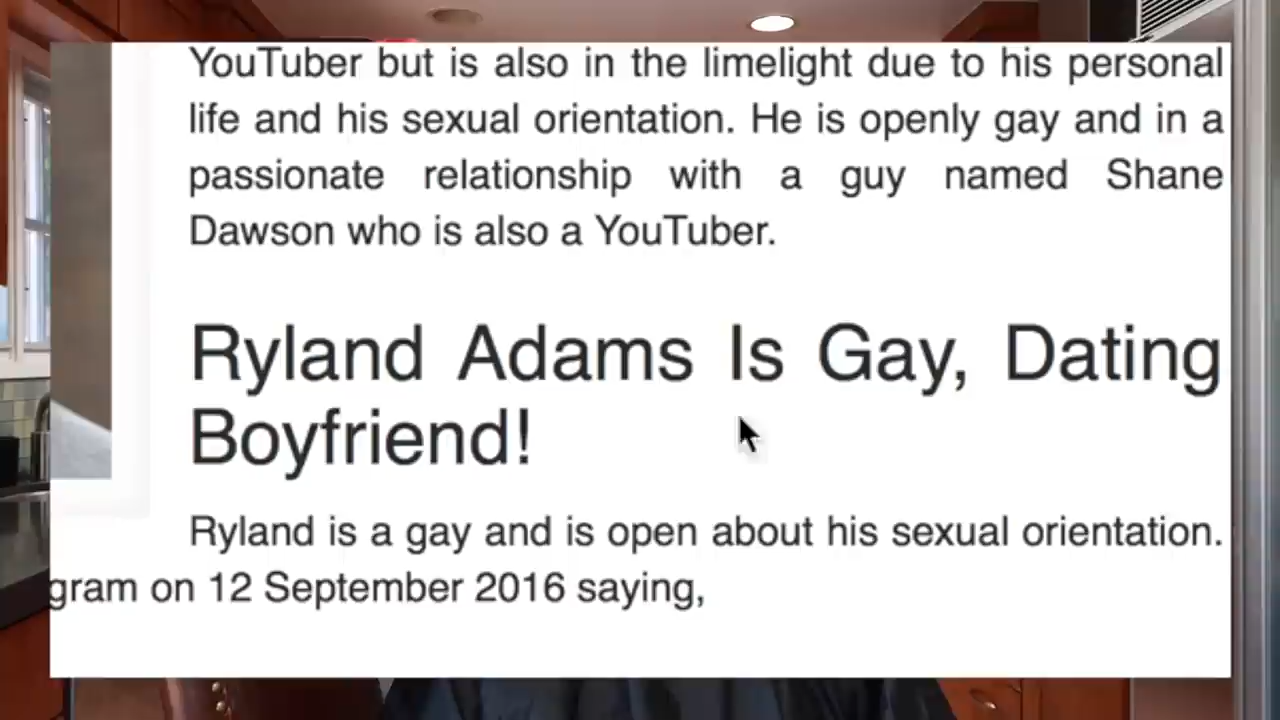 YouTuber but is also in the limelight due to his personal
life and his sexual orientation. He is openly gay and in a
passionate relationship with a guy named Shane
Dawson who is also a YouTuber.
Ryland Adams Is Gay, Dating
Boyfriend!
Ryland is a gay and is open about his sexual orientation.
gram on 12 September 2016 saying,